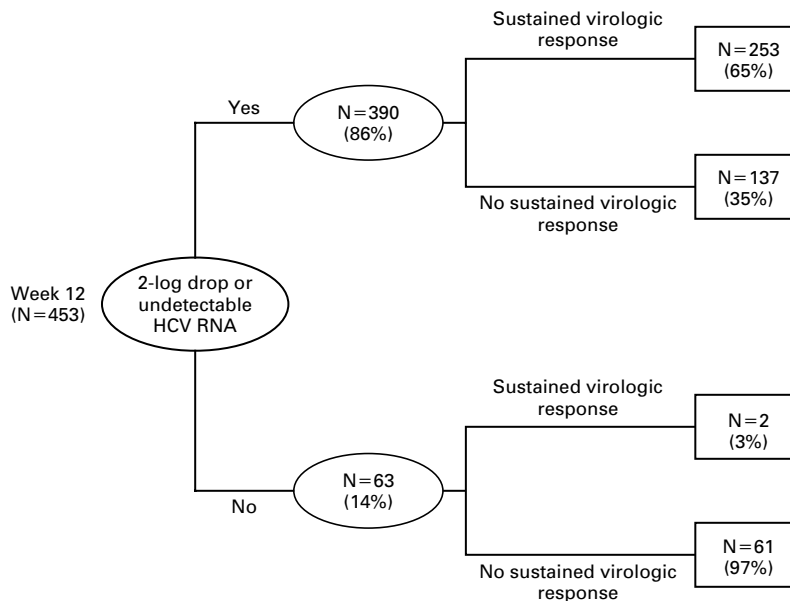 Sustained virologic
response
N=253
(65%)
Yes
N=390
(86%)
No sustained virologic
response
N=137
(35%)
Week 12
(N=453)
2-log drop or
undetectable
HCV RNA
Sustained virologic
response
N=2
(3%)
No
N=63
(14%)
No sustained virologic
response
N=61
(97%)